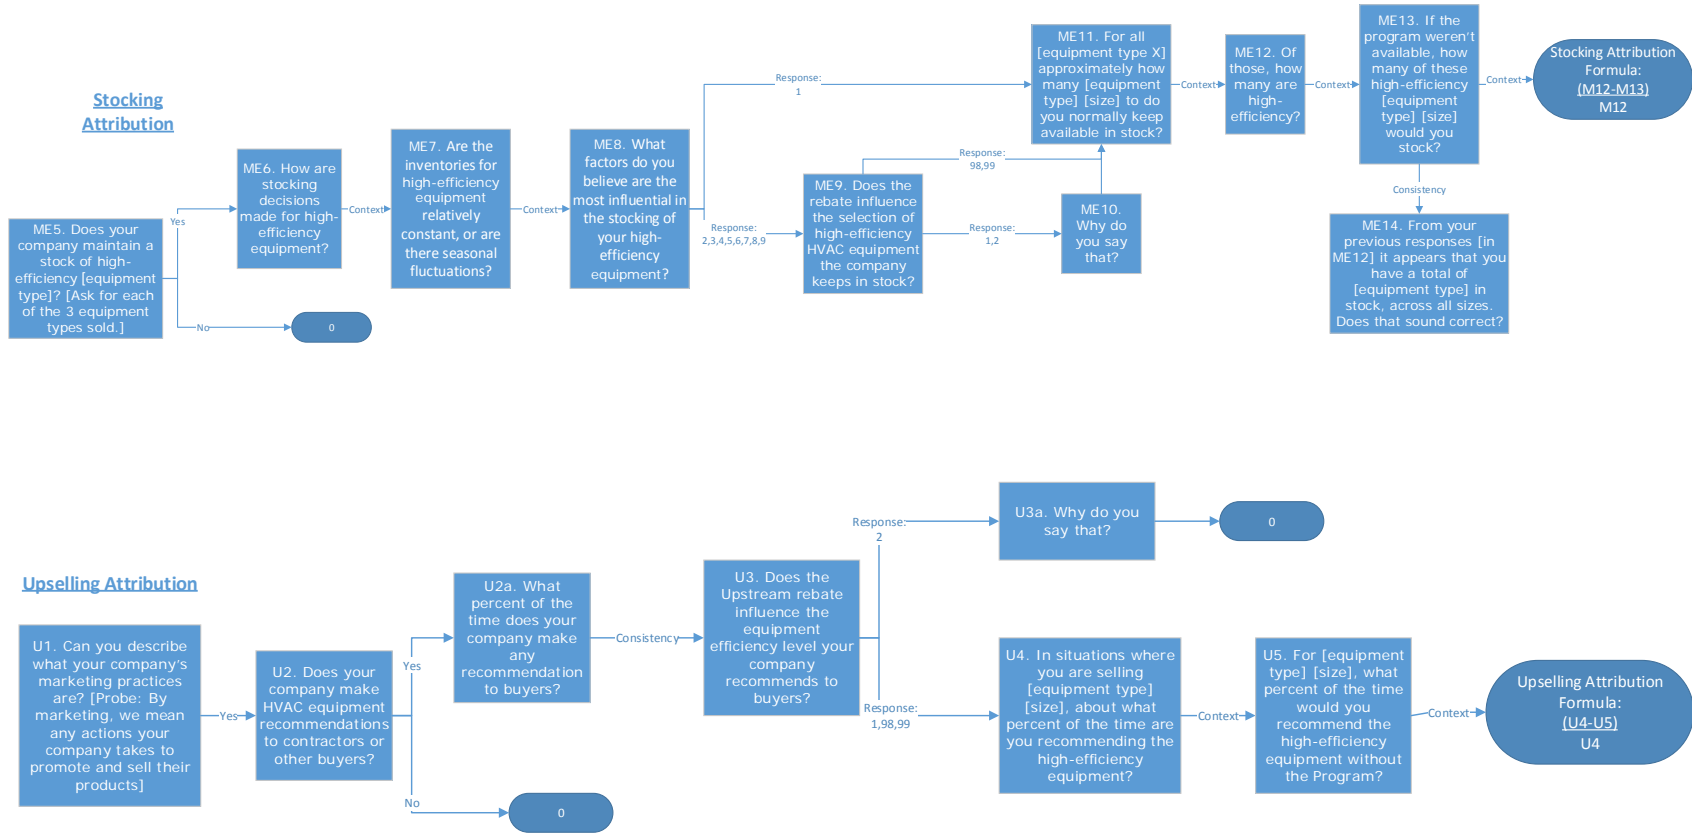 Stocking
Attribution
ME5. Does your
company maintain a
stock of high-
efficiency [equipment
type]? [Ask for each
of the 3 equipment
types sold.]
Yes
No
0
ME6. How are
stocking
decisions
made for high-
efficiency
equipment?
Context
ME7. Are the
inventories for
high-efficiency
equipment
relatively
constant, or are
there seasonal
fluctuations?
Context
ME8. What
factors do you
believe are the
most influential in
the stocking of
your high-
efficiency
equipment?
Response:
1
Response:
2,3,4,5,6,7,8,9
ME9. Does the
rebate influence
the selection of
high-efficiency
HVAC equipment
the company
keeps in stock?
Response:
98,99
Response:
1,2
ME10.
Why do
you say
that?
ME11. For all
[equipment type X]
approximately how
many [equipment
type] [size] to do
you normally keep
available in stock?
Context
ME12. Of
those, how
many are
high-
efficiency?
Context
ME13. If the
program weren't
available, how
many of these
high-efficiency
[equipment
type] [size]
would you
stock?
Context
Stocking Attribution
Formula:
(M12-M13)
M12
Consistency
ME14. From your
previous responses [in
ME12] it appears that you
have a total of
[equipment type] in
stock, across all sizes.
Does that sound correct?
Upselling Attribution
U1. Can you describe
what your company's
marketing practices
are? [Probe: By
marketing, we mean
any actions your
company takes to
promote and sell their
products]
Yes
U2. Does your
company make
HVAC equipment
recommendations
to contractors or
other buyers?
Yes
No
0
U2a. What
percent of the
time does your
company make
any
recommendation
to buyers?
Consistency
U3. Does the
Upstream rebate
influence the
equipment
efficiency level your
company
recommends to
buyers?
Response:
2
Response:
1,98,99
U3a. Why do you
say that?
0
U4. In situations where
you are selling
[equipment type]
[size], about what
percent of the time are
you recommending the
high-efficiency
equipment?
Context
U5. For [equipment
type] [size], what
percent of the time
would you
recommend the
high-efficiency
equipment without
the Program?
Context
Upselling Attribution
Formula:
(U4-U5)
U4